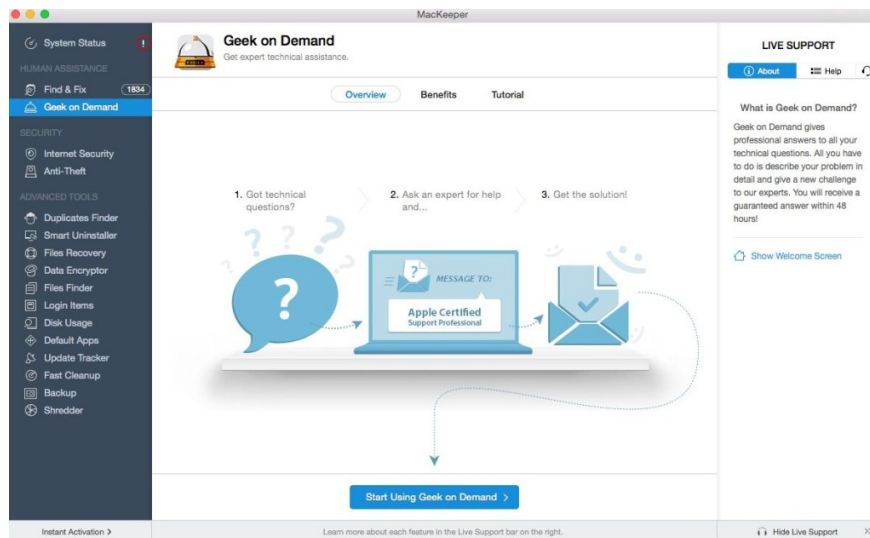 MacKeeper
System Status
!
HUMAN ASSISTANCE
Find & Fix
1834
Geek on Demand
SECURITY
Internet Security
Anti-Theft
ADVANCED TOOLS
Duplicates Finder
Smart Uninstaller
Files Recovery
Data Encryptor
Files Finder
Login Items
Disk Usage
Default Apps
Update Tracker
Fast Cleanup
Backup
Shredder
Instant Activation >
Geek on Demand
Get expert technical assistance.
Overview
Benefits
Tutorial
1. Got technical
questions?
2. Ask an expert for help
and...
3. Get the solution!
? ? ? ?
?
?
MESSAGE TO:
Apple Certified
Support Professional
Start Using Geek on Demand >
Learn more about each feature in the Live Support bar on the right.
LIVE SUPPORT
About
Help
What is Geek on Demand?
Geek on Demand gives
professional answers to all your
technical questions. All you have
to do is describe your problem in
detail and give a new challenge
to our experts. You will receive a
guaranteed answer within 48
hours!
Show Welcome Screen
Hide Live Support